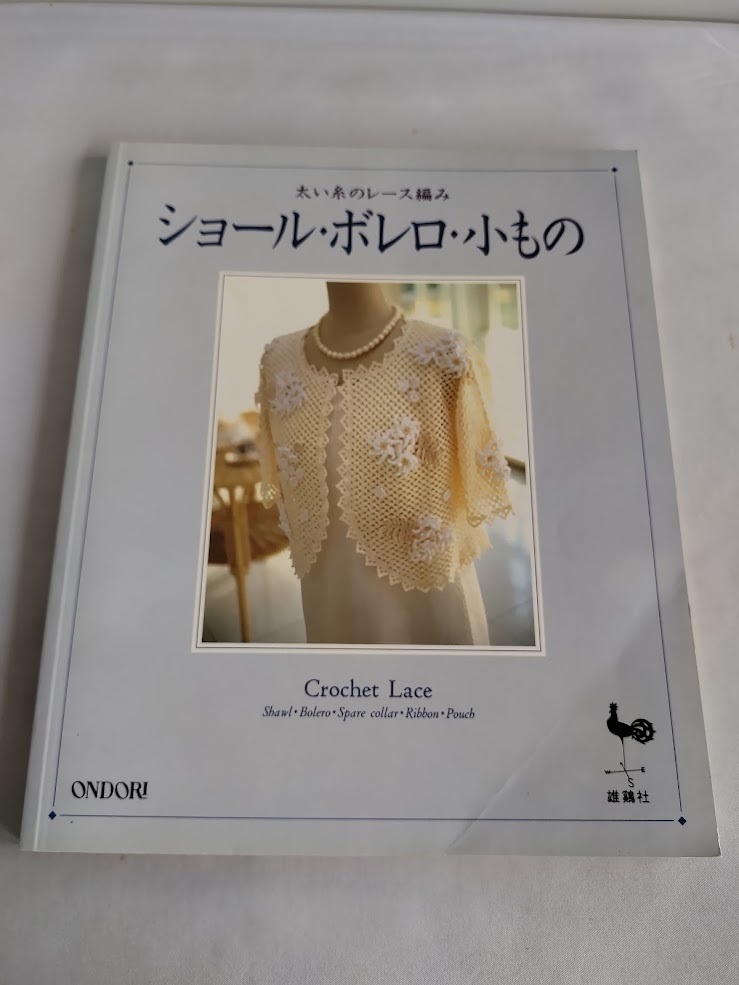 太い糸のレース編み
ショール・ボレロ・小もの
Crochet Lace
Shawl・Bolero・Spare collar・Ribbon・Pouch
ONDORI
W E
S
雄鶏社